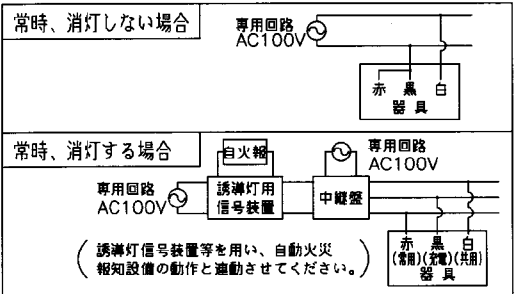 常時、消灯しない場合
専用回路
AC100V
赤 黒 白
器 具
常時、消灯する場合
自火報
専用回路
AC100V
専用回路
AC100V
誘導灯用
信号装置
中継盤
(誘導灯信号装置等を用い、自動火災
報知設備の動作と連動させてください。)
赤 黒 白
(常用)(充電)(共用)
器 具